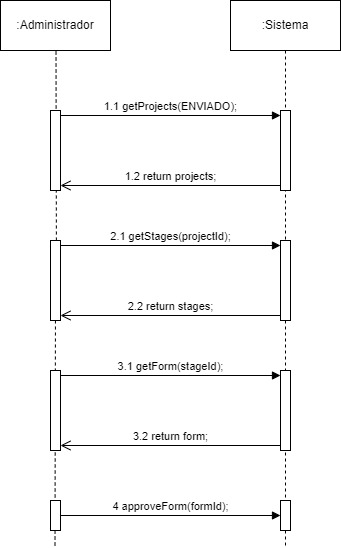 :Administrador
:Sistema
1.1 getProjects(ENVIADO);
1.2 return projects;
2.1 getStages(projectId);
2.2 return stages;
3.1 getForm(stageId);
3.2 return form;
4 approveForm(formId);